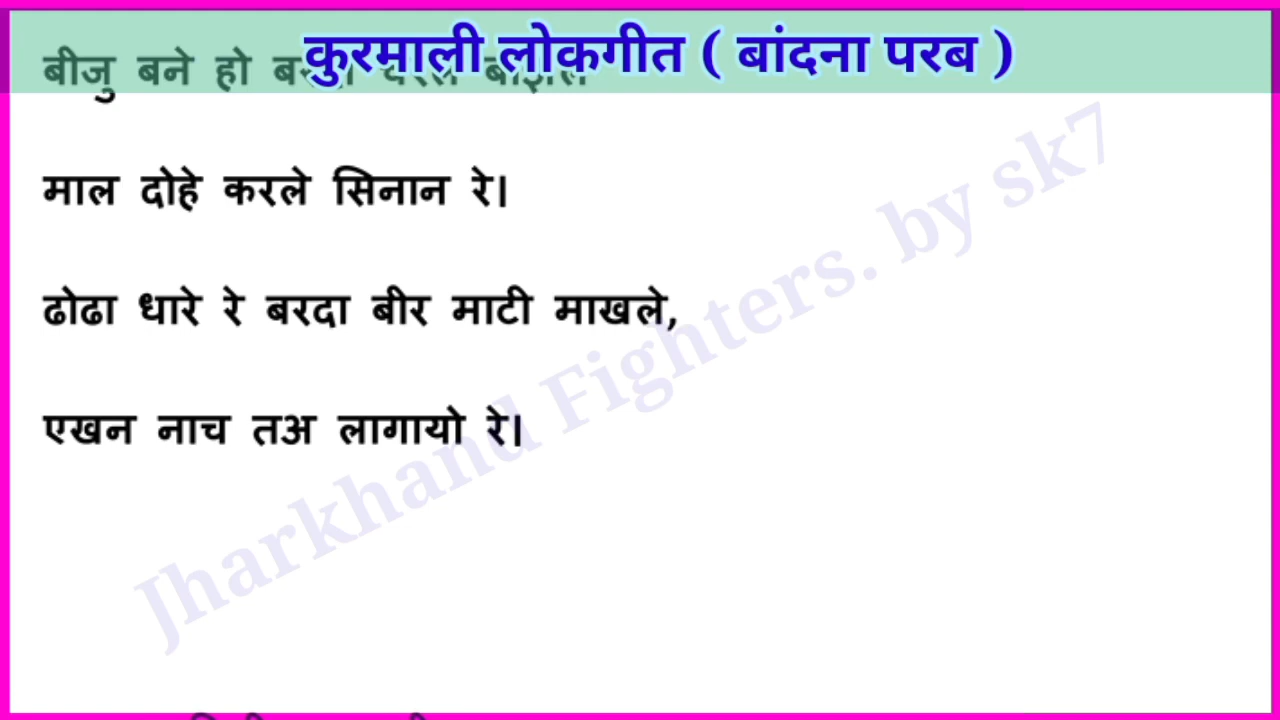 कुरमाली लोकगीत ( बांदना परब )
बीजु बने हो
माल दोहे करले सिनान रे।
ढोढा धारे रे बरदा बीर माटी माखले,
एखन नाच तअ लागायो रे।
Jharkhand Fighters. by sk7